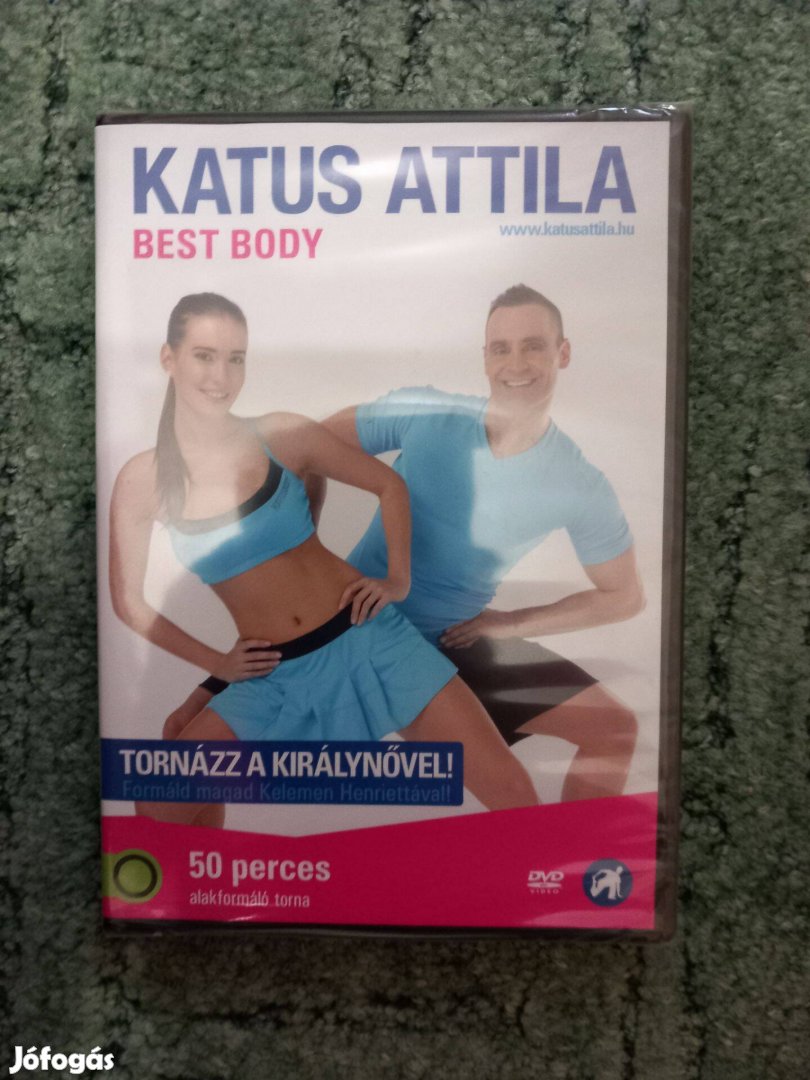 KATUS ATTILA
BEST BODY
www.katusattila.hu
TORNÁZZ A KIRÁLYNŐVEL!
Formáld magad Kelemen Henriettával!
50 perces
alakformáló torna
DVD
VIDEO
Jófogás